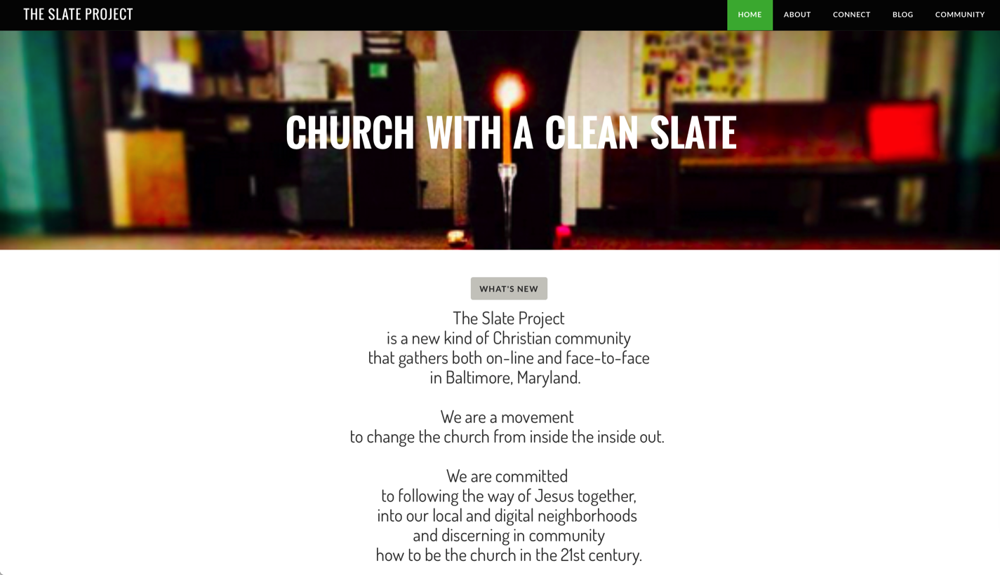 THE SLATE PROJECT
HOME ABOUT CONNECT BLOG COMMUNITY
CHURCH WITH A CLEAN SLATE
WHAT'S NEW
The Slate Project
is a new kind of Christian community
that gathers both on-line and face-to-face
in Baltimore, Maryland.
We are a movement
to change the church from inside the inside out.
We are committed
to following the way of Jesus together,
into our local and digital neighborhoods
and discerning in community
how to be the church in the 21st century.